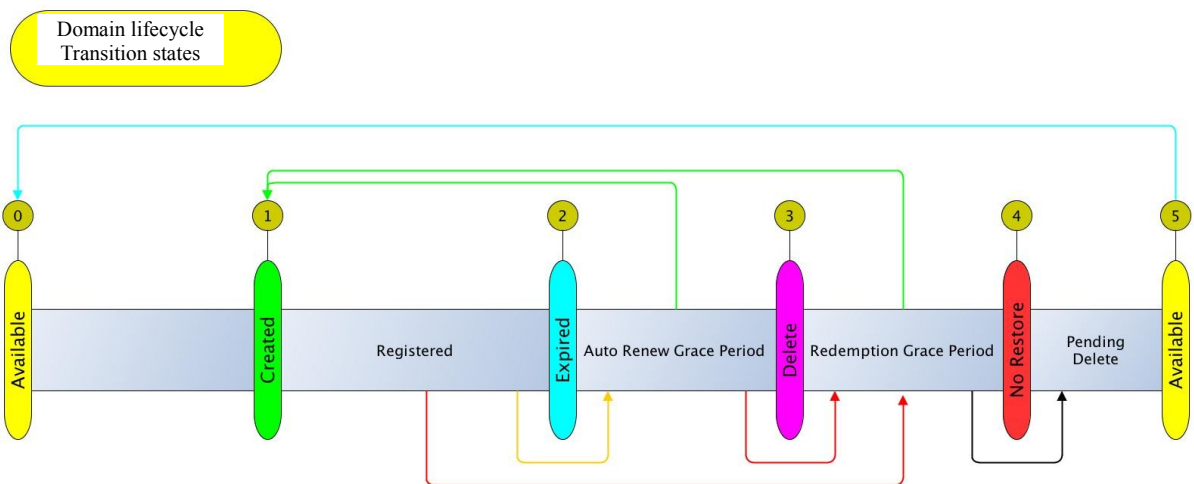 Domain lifecycle
Transition states
0
1
2
3
4
5
Available
Created
Registered
Expired
Auto Renew Grace Period
Delete
Redemption Grace Period
No Restore
Pending
Delete
Available